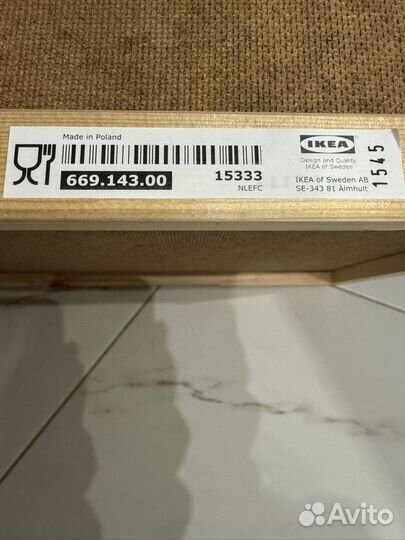 Made in Poland
669.143.00
15333
NLEFC
IKEA
Design and Quality
IKEA of Sweden
IKEA of Sweden AB
SE-343 81 Älmhult
1545
Avito